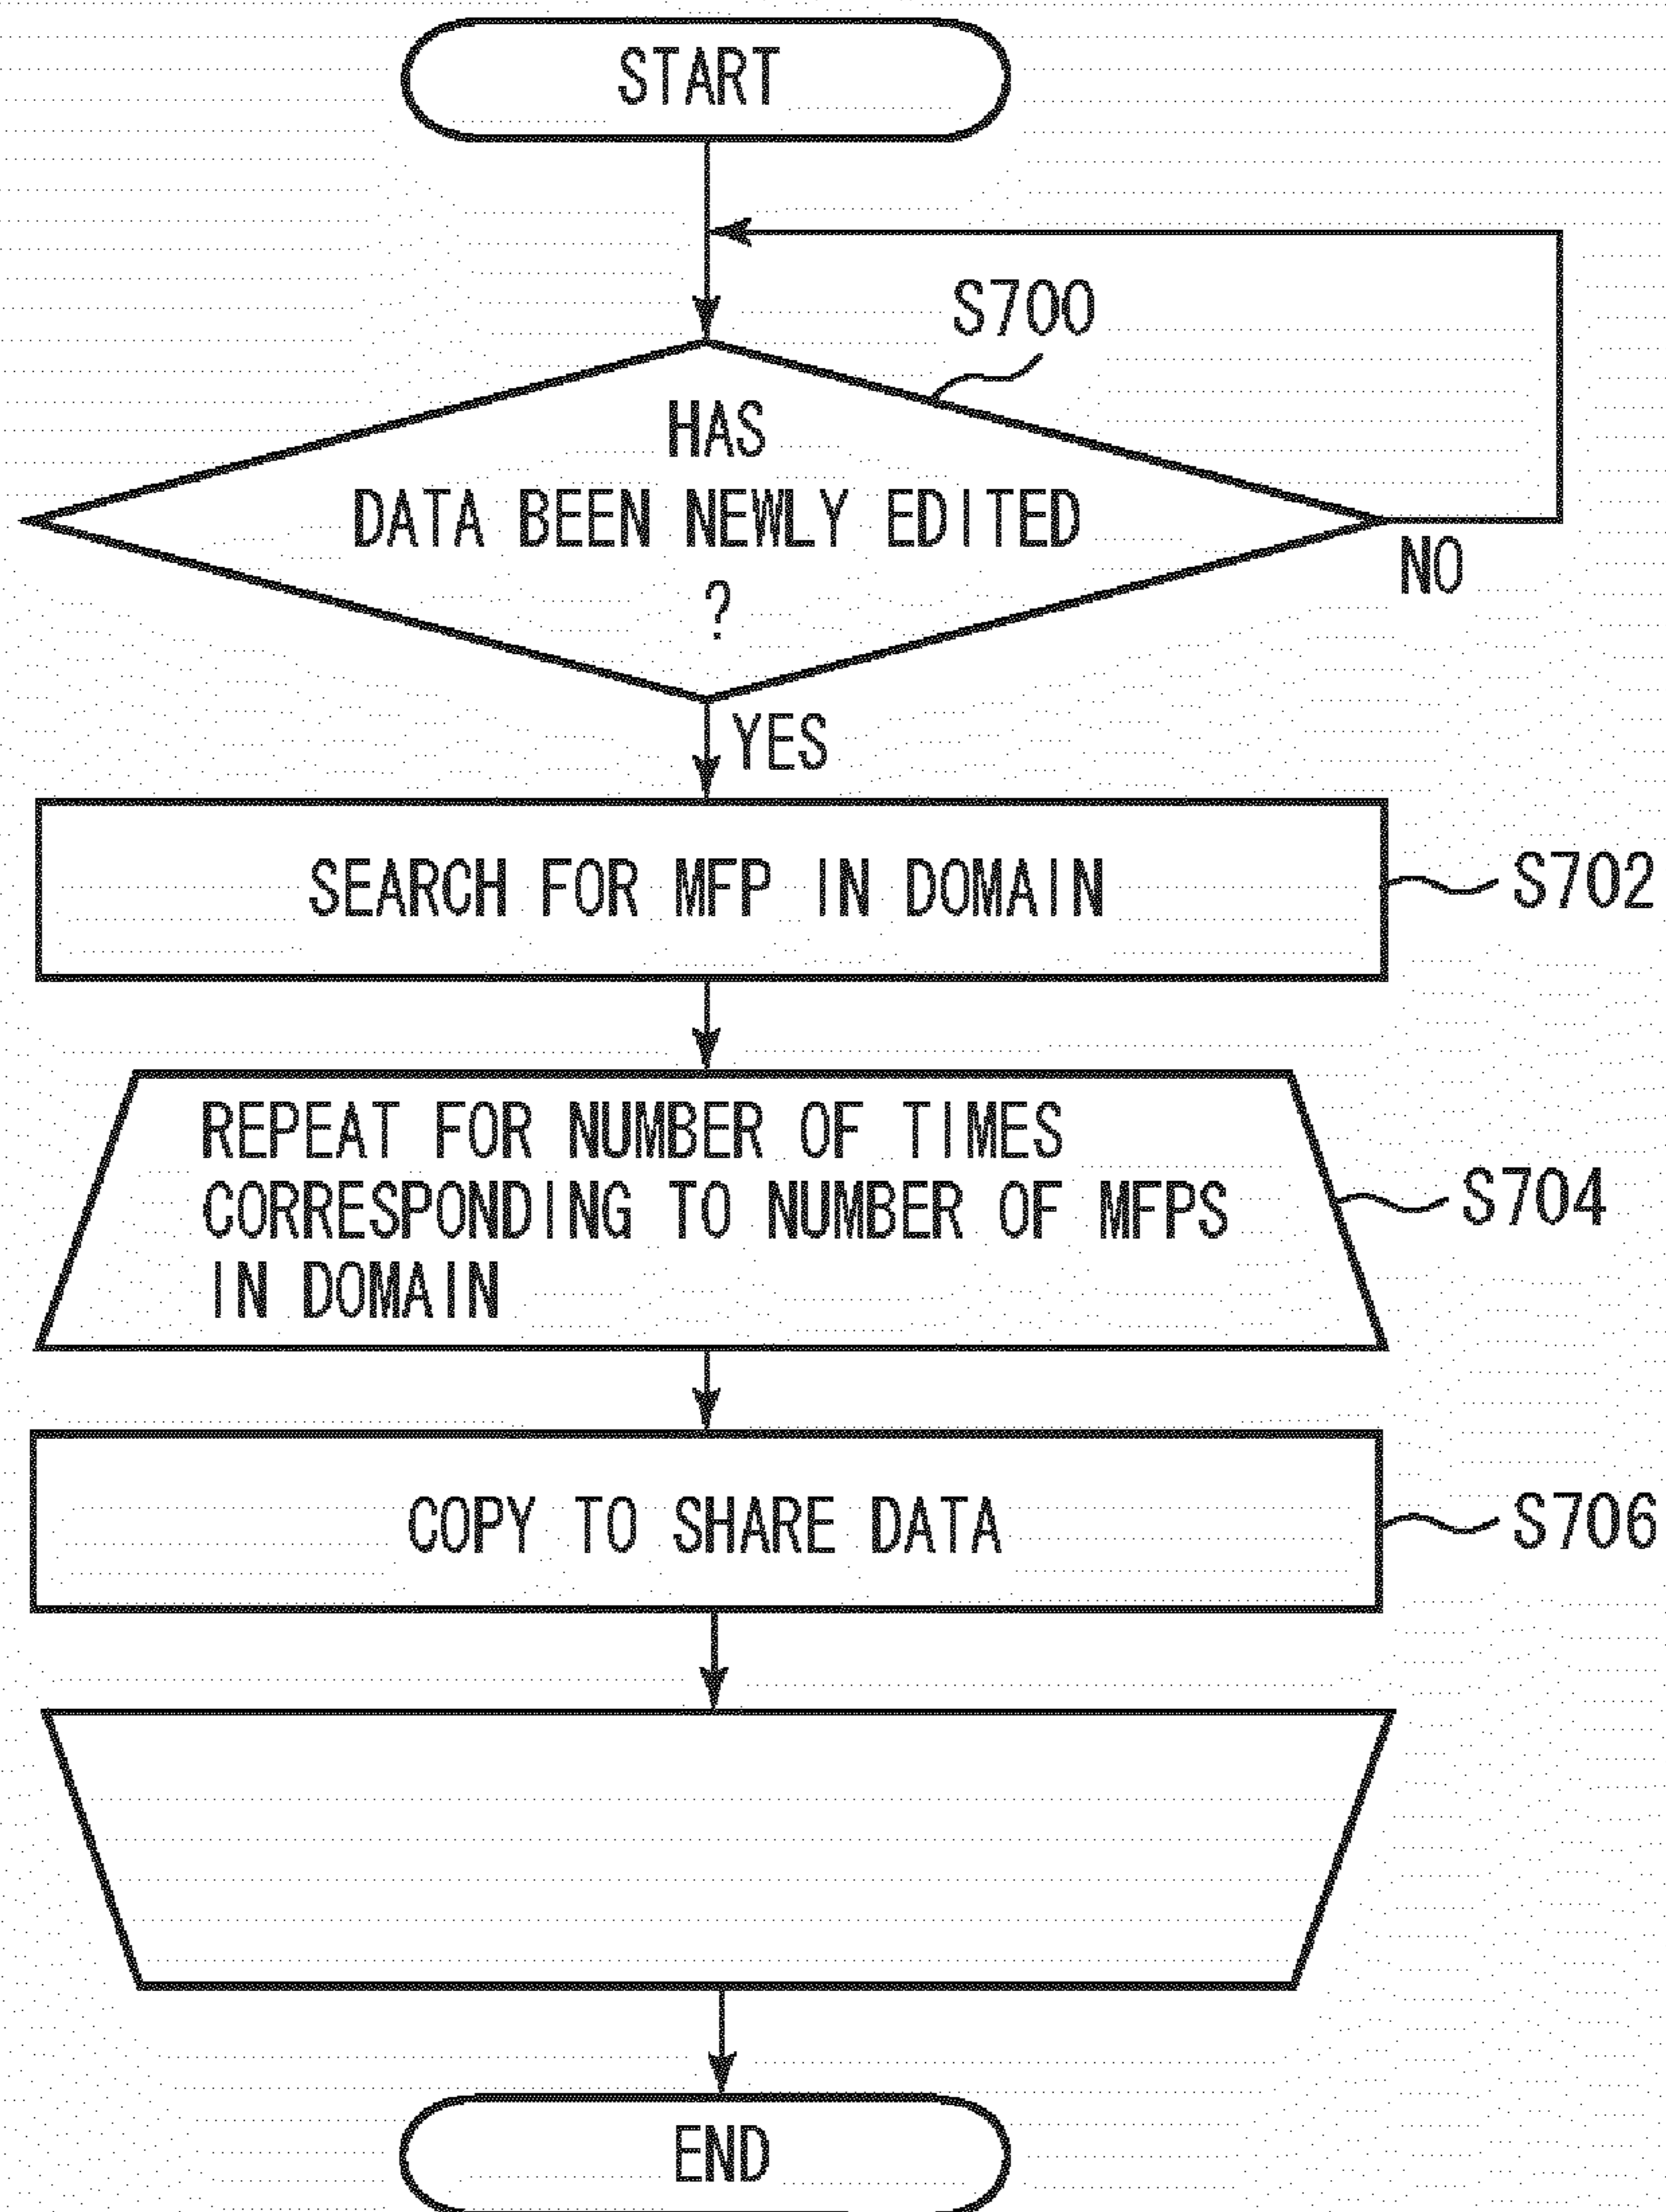 START
S700
HAS
DATA BEEN NEWLY EDITED
?
NO
YES
SEARCH FOR MFP IN DOMAIN
S702
REPEAT FOR NUMBER OF TIMES
CORRESPONDING TO NUMBER OF MFPS
IN DOMAIN
S704
COPY TO SHARE DATA
S706
END